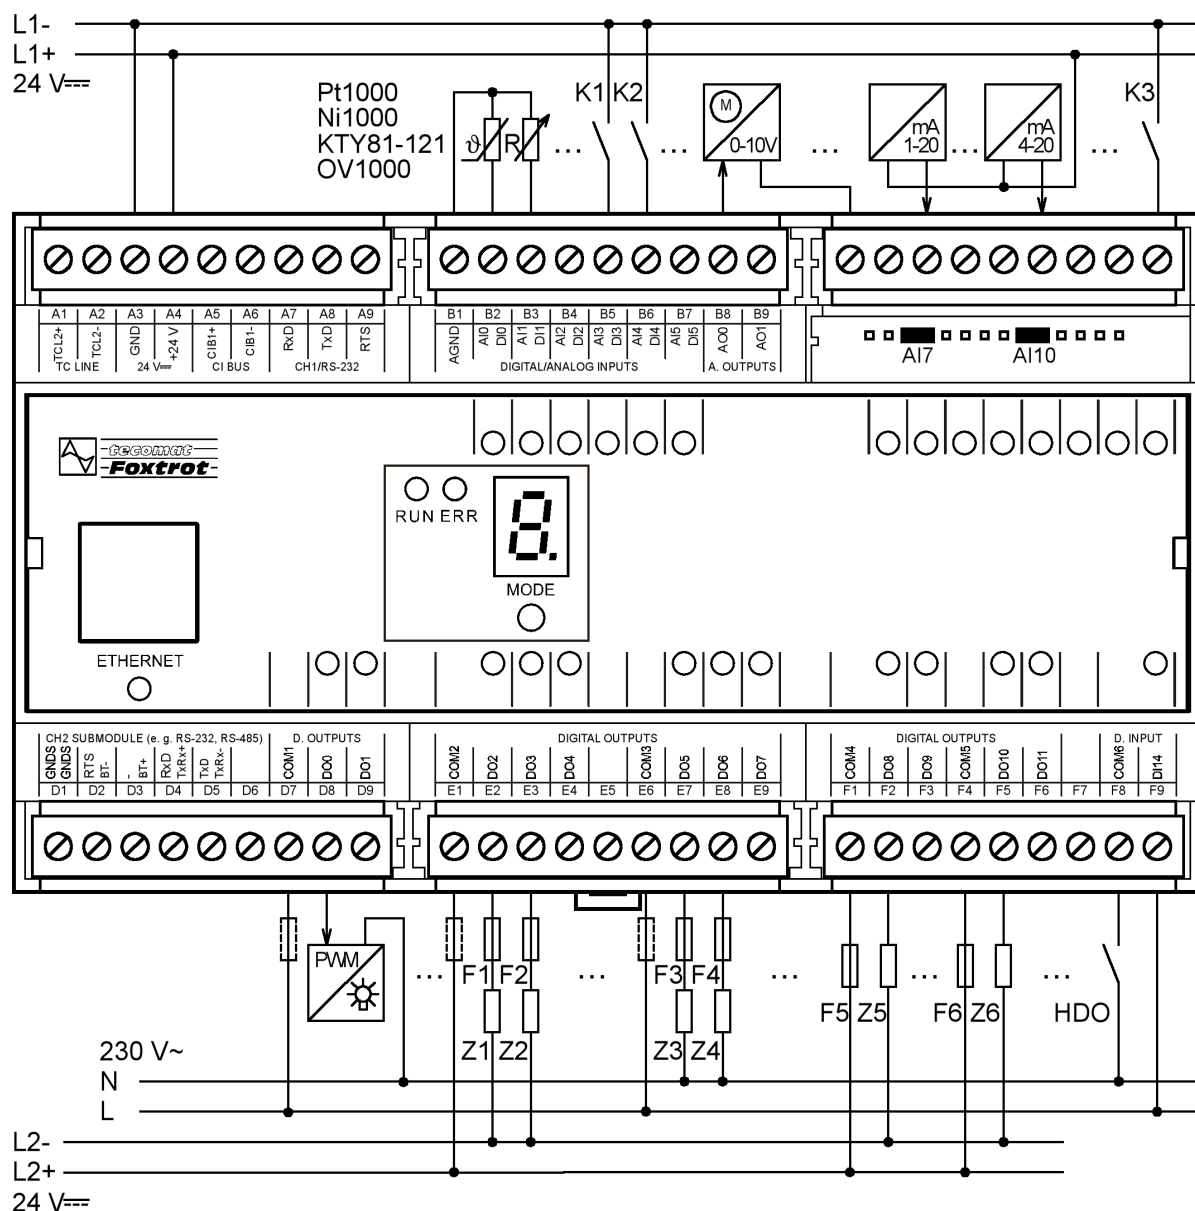 L1-
L1+
24 V
Pt1000
Ni1000
KTY81-121
OV1000
ϑ R ...
K1 K2 ...
M
0-10V
...
mA
1-20
...
mA
4-20
...
K3
A1 A2 A3 A4 A5 A6 A7 A8 A9
TCL2+ TCL2- GND +24 V CIB1+ CIB1- RxD TxD RTS
TC LINE 24 V CI BUS CH1/RS-232
B1 B2 B3 B4 B5 B6 B7 B8 B9
AGND AI0 DI0 AI1 DI1 AI2 DI2 AI3 DI3 AI4 DI4 AI5 DI5 AO0 AO1
DIGITAL/ANALOG INPUTS A. OUTPUTS
AI7 AI10
tecomat
Foxtrot
RUN ERR
8.
MODE
ETHERNET
CH2 SUBMODULE (e. g. RS-232, RS-485) D. OUTPUTS
GNDS GNDS RTS BT- - BT+ RxD TxRx+ TxD TxRx- COM1 DO0 DO1
D1 D2 D3 D4 D5 D6 D7 D8 D9
DIGITAL OUTPUTS
COM2 DO2 DO3 DO4 COM3 DO5 DO6 DO7
E1 E2 E3 E4 E5 E6 E7 E8 E9
DIGITAL OUTPUTS D. INPUT
COM4 DO8 DO9 COM5 DO10 DO11 COM6 DI14
F1 F2 F3 F4 F5 F6 F7 F8 F9
PWM
...
F1 F2
...
F3 F4
...
...
...
F5 Z5
F6 Z6
HDO
Z1 Z2
Z3 Z4
230 V~
N
L
L2-
L2+
24 V